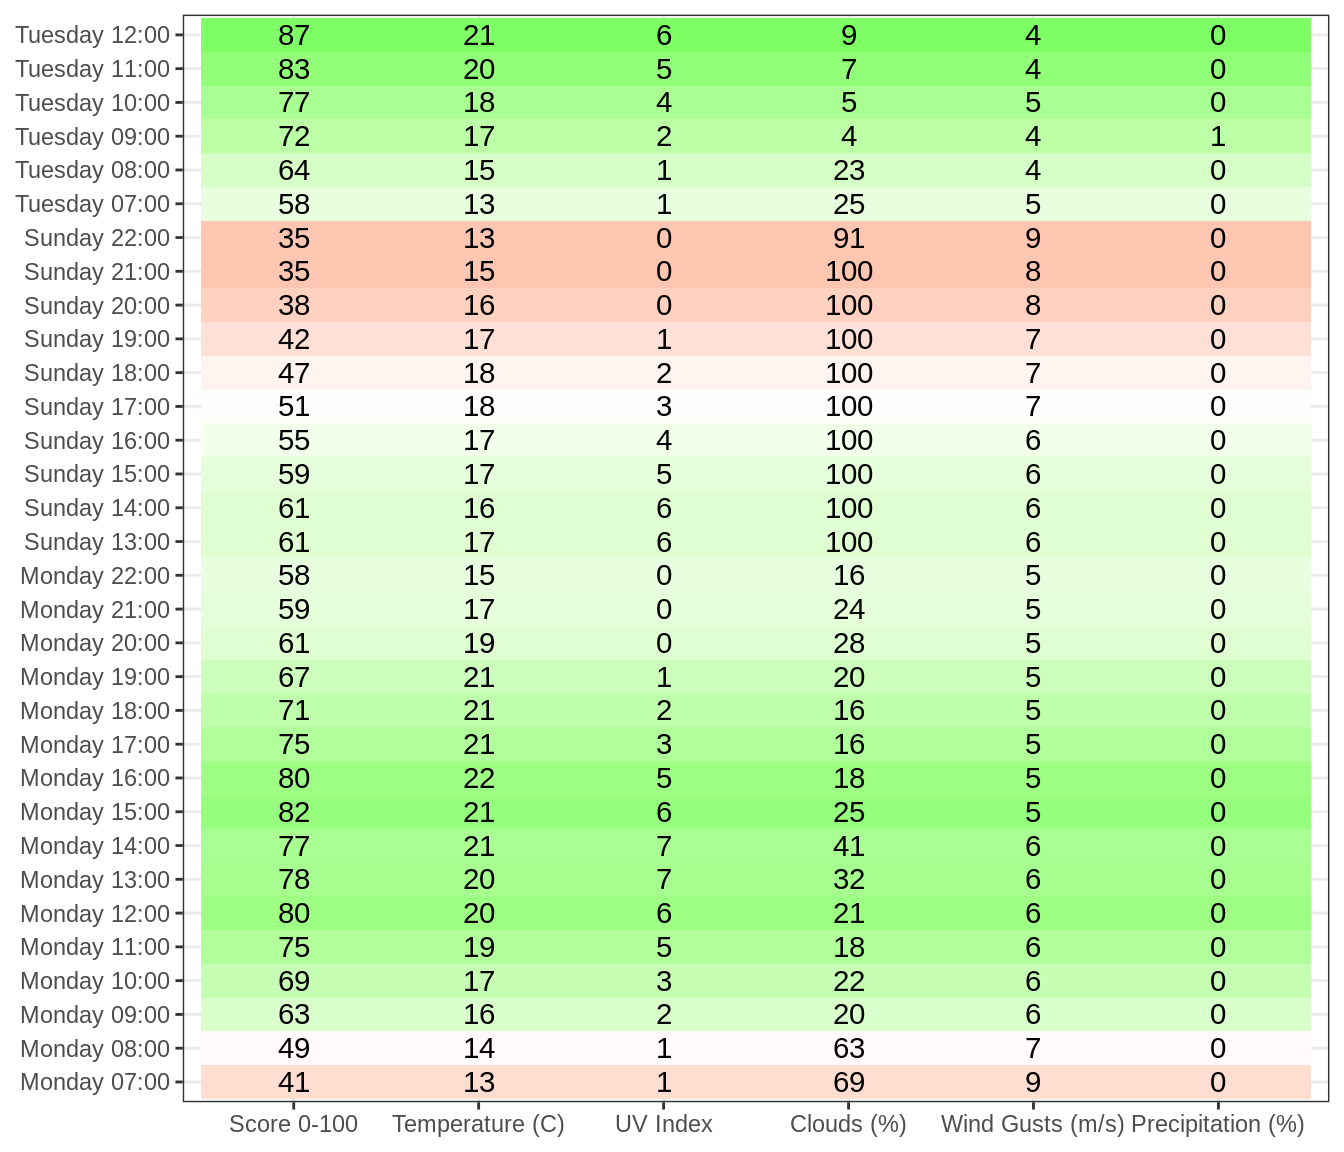 Tuesday 12:00 87 21 6 9 4 0
Tuesday 11:00 83 20 5 7 4 0
Tuesday 10:00 77 18 4 5 5 0
Tuesday 09:00 72 17 2 4 4 1
Tuesday 08:00 64 15 1 23 4 0
Tuesday 07:00 58 13 1 25 5 0
Sunday 22:00 35 13 0 91 9 0
Sunday 21:00 35 15 0 100 8 0
Sunday 20:00 38 16 0 100 8 0
Sunday 19:00 42 17 1 100 7 0
Sunday 18:00 47 18 2 100 7 0
Sunday 17:00 51 18 3 100 7 0
Sunday 16:00 55 17 4 100 6 0
Sunday 15:00 59 17 5 100 6 0
Sunday 14:00 61 16 6 100 6 0
Sunday 13:00 61 17 6 100 6 0
Monday 22:00 58 15 0 16 5 0
Monday 21:00 59 17 0 24 5 0
Monday 20:00 61 19 0 28 5 0
Monday 19:00 67 21 1 20 5 0
Monday 18:00 71 21 2 16 5 0
Monday 17:00 75 21 3 16 5 0
Monday 16:00 80 22 5 18 5 0
Monday 15:00 82 21 6 25 5 0
Monday 14:00 77 21 7 41 6 0
Monday 13:00 78 20 7 32 6 0
Monday 12:00 80 20 6 21 6 0
Monday 11:00 75 19 5 18 6 0
Monday 10:00 69 17 3 22 6 0
Monday 09:00 63 16 2 20 6 0
Monday 08:00 49 14 1 63 7 0
Monday 07:00 41 13 1 69 9 0
Score 0-100 Temperature (C) UV Index Clouds (%) Wind Gusts (m/s) Precipitation (%)